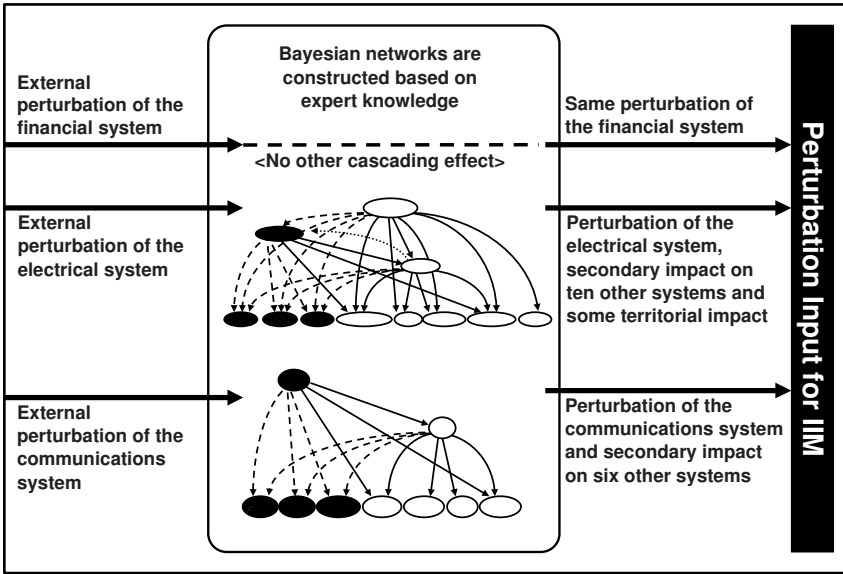 Bayesian networks are
constructed based on
expert knowledge
External
perturbation of the
financial system
Same perturbation of
the financial system
<No other cascading effect>
External
perturbation of the
electrical system
Perturbation of the
electrical system,
secondary impact on
ten other systems and
some territorial impact
External
perturbation of the
communications
system
Perturbation of the
communications system
and secondary impact
on six other systems
Perturbation Input for IIM